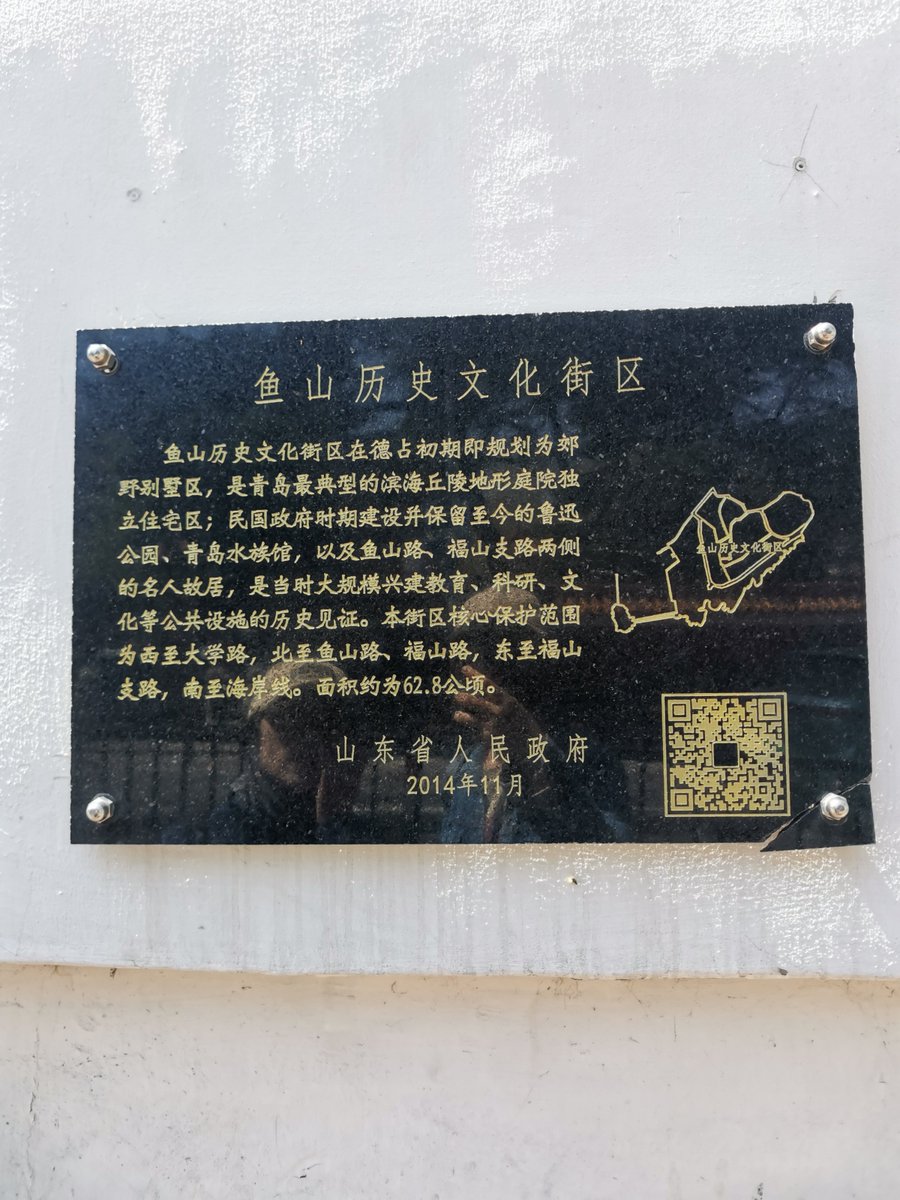 鱼山历史文化街区
鱼山历史文化街区在德占初期即规划为郊
野别墅区，是青岛最典型的滨海丘陵地形庭院独
立住宅区；民国政府时期建设并保留至今的鲁迅
公园、青岛水族馆，以及鱼山路、福山支路两侧
的名人故居，是当时大规模兴建教育、科研、文
化等公共设施的历史见证。本街区核心保护范围
为西至大学路，北至鱼山路、福山路，东至福山
支路，南至海岸线。面积约为62.8公顷。
鱼山历史文化街区
山东省人民政府
2014年11月